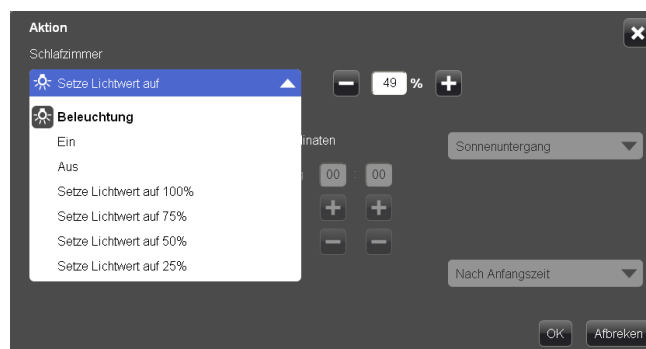 Aktion
Schlafzimmer
Setze Lichtwert auf
49 %
Beleuchtung
Ein
Aus
Setze Lichtwert auf 100%
Setze Lichtwert auf 75%
Setze Lichtwert auf 50%
Setze Lichtwert auf 25%
linaten
00 : 00
Sonnenuntergang
Nach Anfangszeit
OK
Afbreken